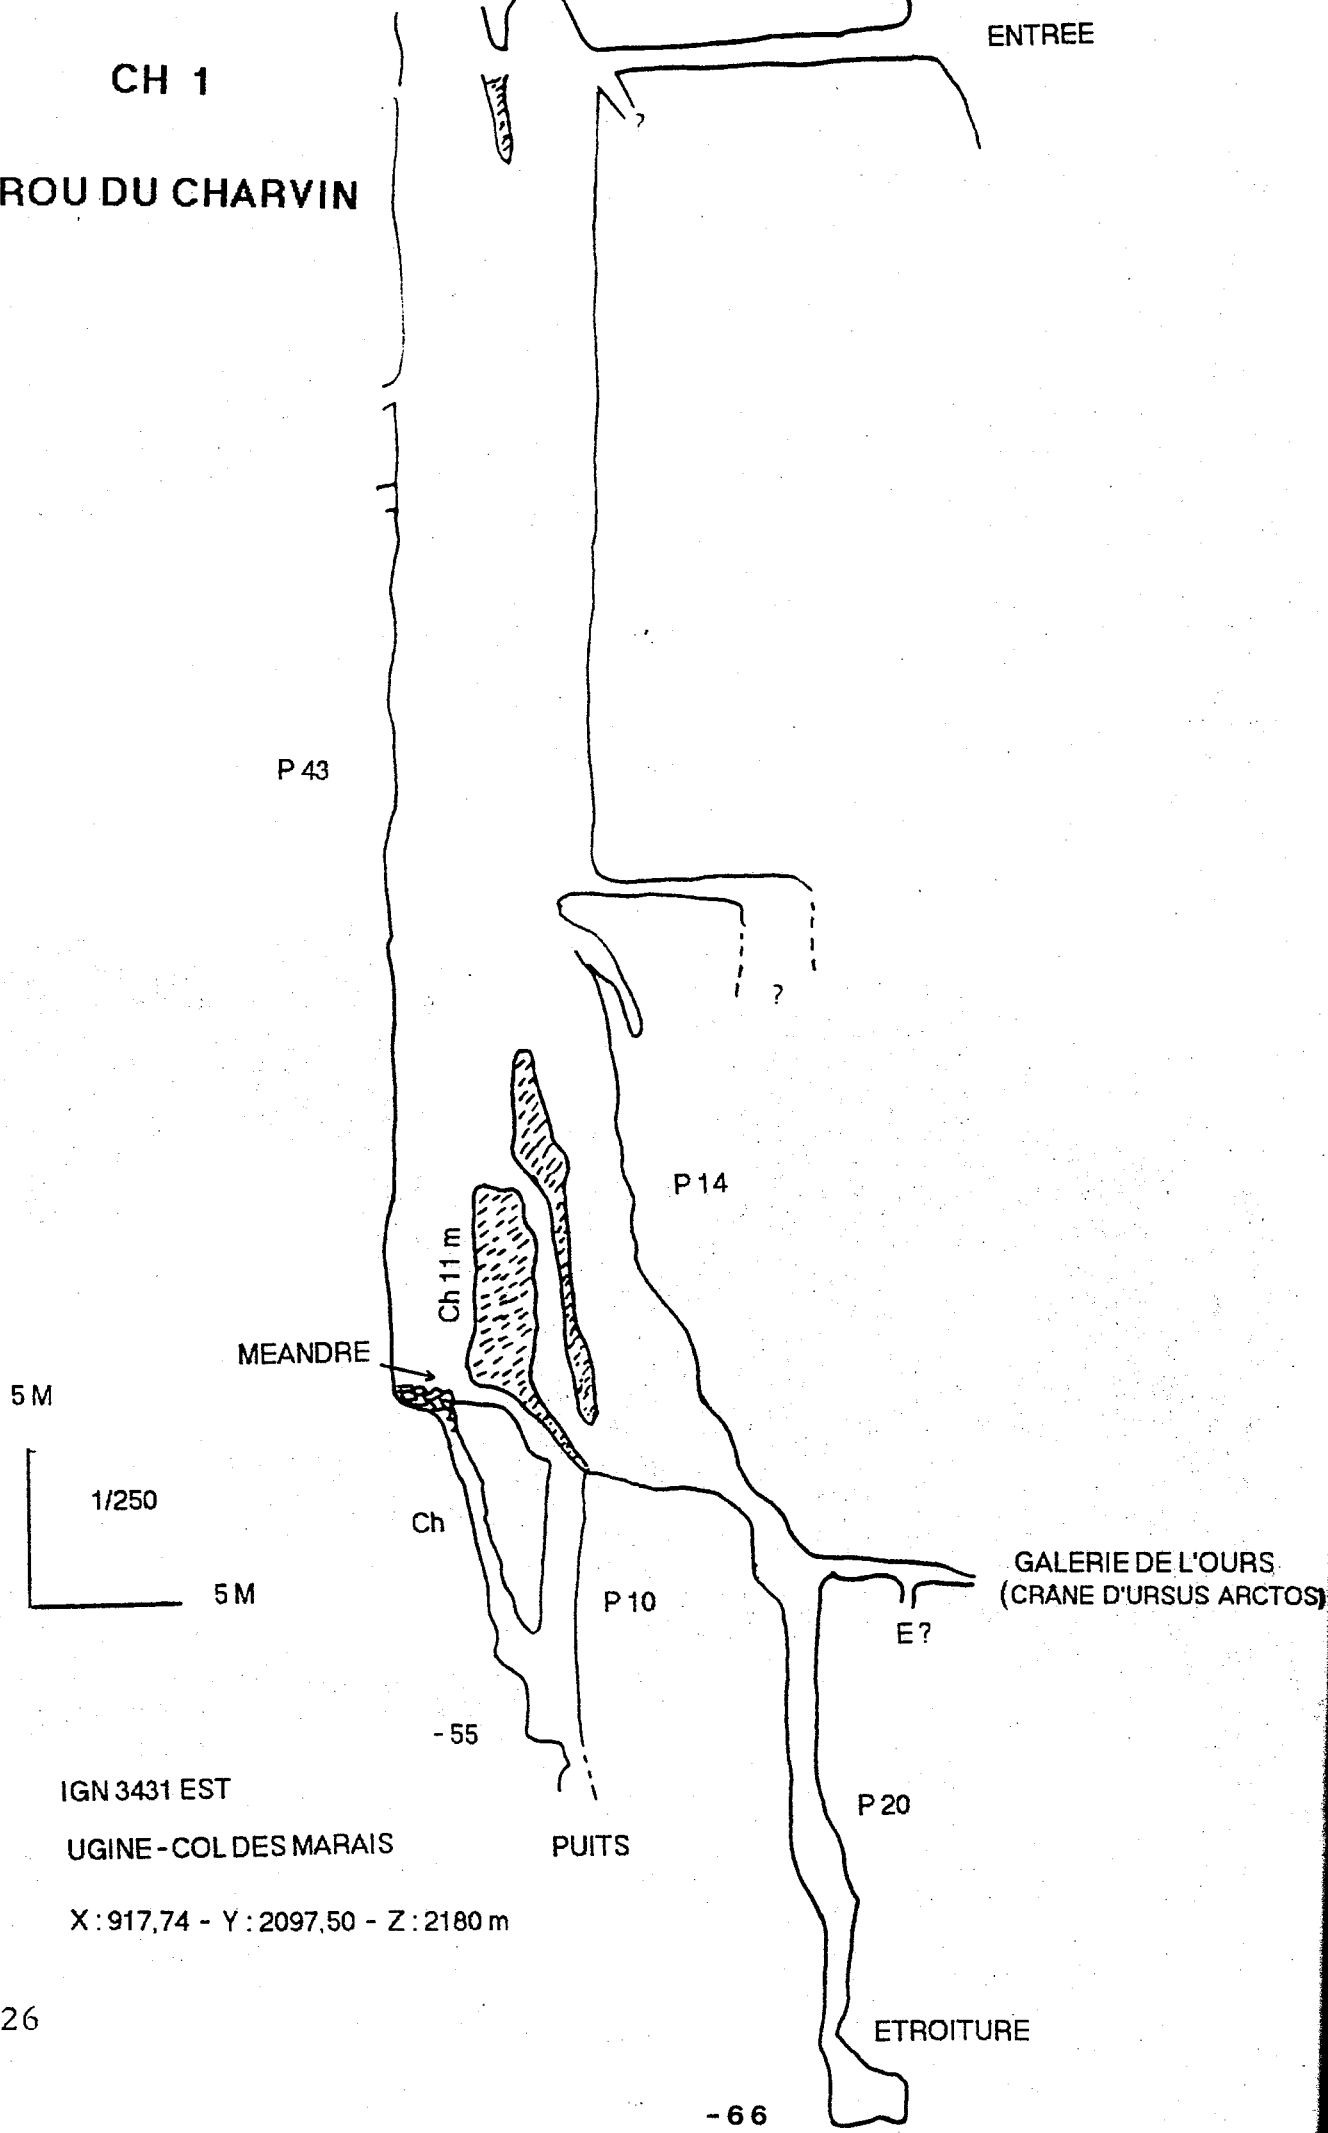 ENTREE
CH 1
ROU DU CHARVIN
?
P 43
?
P 14
Ch 11 m
MEANDRE
5 M
1/250
5 M
Ch
P 10
GALERIE DE L'OURS
(CRANE D'URSUS ARCTOS)
E ?
- 55
IGN 3431 EST
UGINE - COL DES MARAIS
PUITS
P 20
X : 917,74 - Y : 2097,50 - Z : 2180 m
26
ETROITURE
- 66